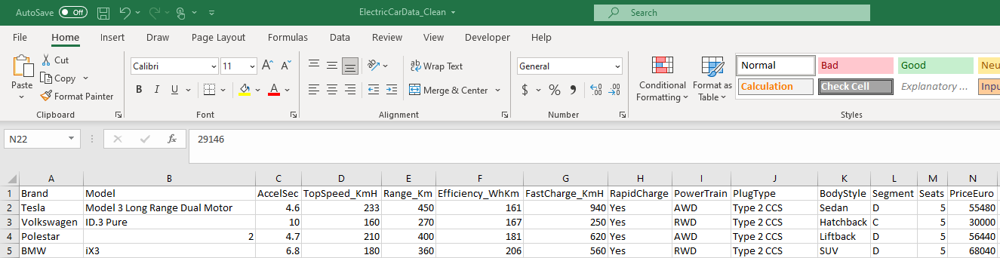 AutoSave Off ElectricCarData_Clean Search
File Home Insert Draw Page Layout Formulas Data Review View Developer Help
Paste Cut Calibri 11 A A Wrap Text General Conditional Formatting Format as Table Normal Bad Good Neu
Copy B I U A Merge & Center $ % , Calculation Check Cell Explanatory ... Inpu
Format Painter
Clipboard Font Alignment Number Styles
N22 fx 29146
A B C D E F G H I J K L M N
1 Brand Model AccelSec TopSpeed_KmH Range_Km Efficiency_WhKm FastCharge_KmH RapidCharge PowerTrain PlugType BodyStyle Segment Seats PriceEuro
2 Tesla Model 3 Long Range Dual Motor 4.6 233 450 161 940 Yes AWD Type 2 CCS Sedan D 5 55480
3 Volkswagen ID.3 Pure 10 160 270 167 250 Yes RWD Type 2 CCS Hatchback C 5 30000
4 Polestar 2 4.7 210 400 181 620 Yes AWD Type 2 CCS Liftback D 5 56440
5 BMW iX3 6.8 180 360 206 560 Yes RWD Type 2 CCS SUV D 5 68040